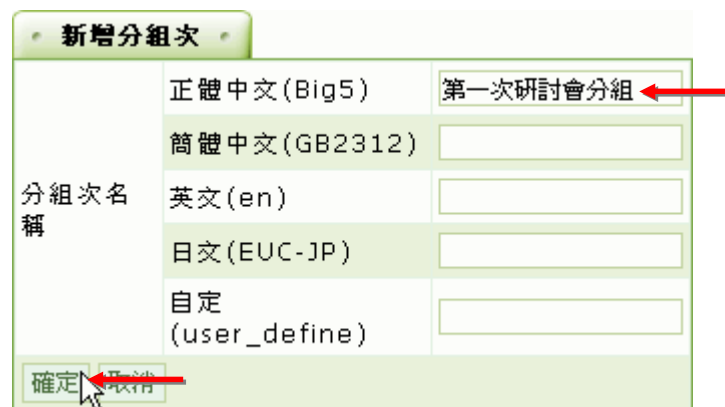 新增分組次
正體中文(Big5) 第一次研討會分組
簡體中文(GB2312)
分組次名
稱
英文(en)
日文(EUC-JP)
自定
(user_define)
確定 取消